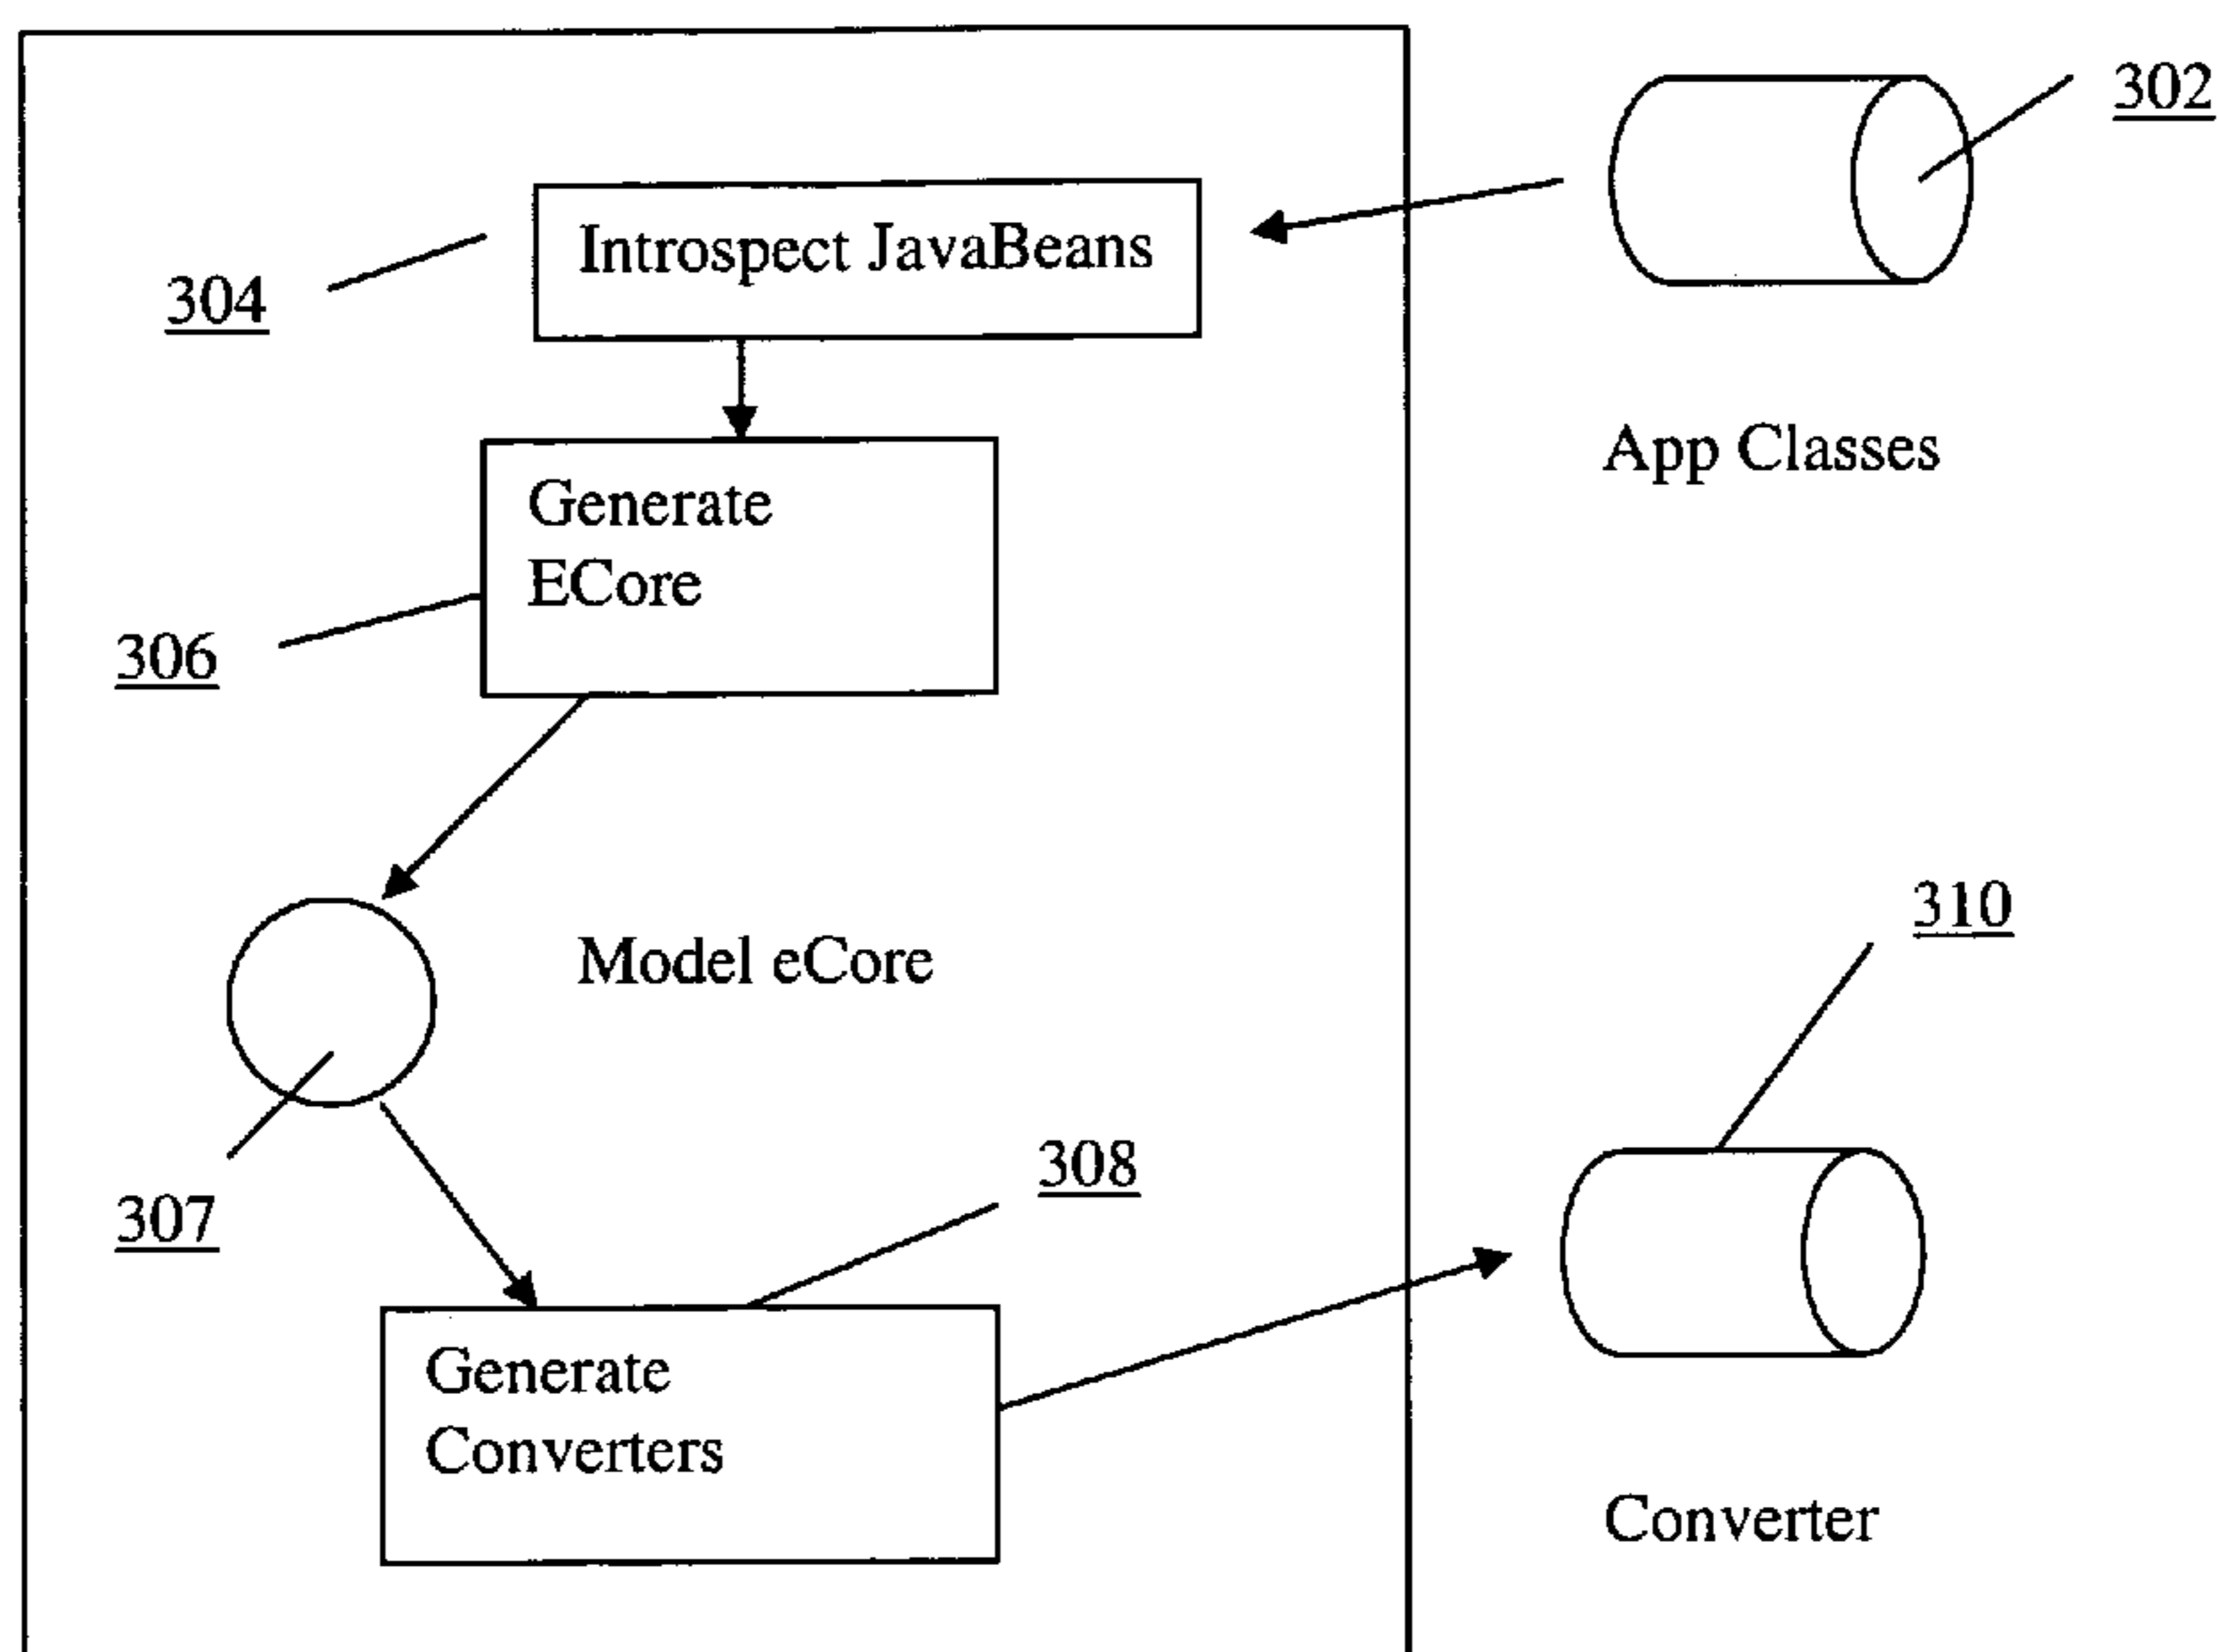 302
Introspect JavaBeans
304
App Classes
Generate
ECore
306
310
Model eCore
308
307
Generate
Converters
Converter